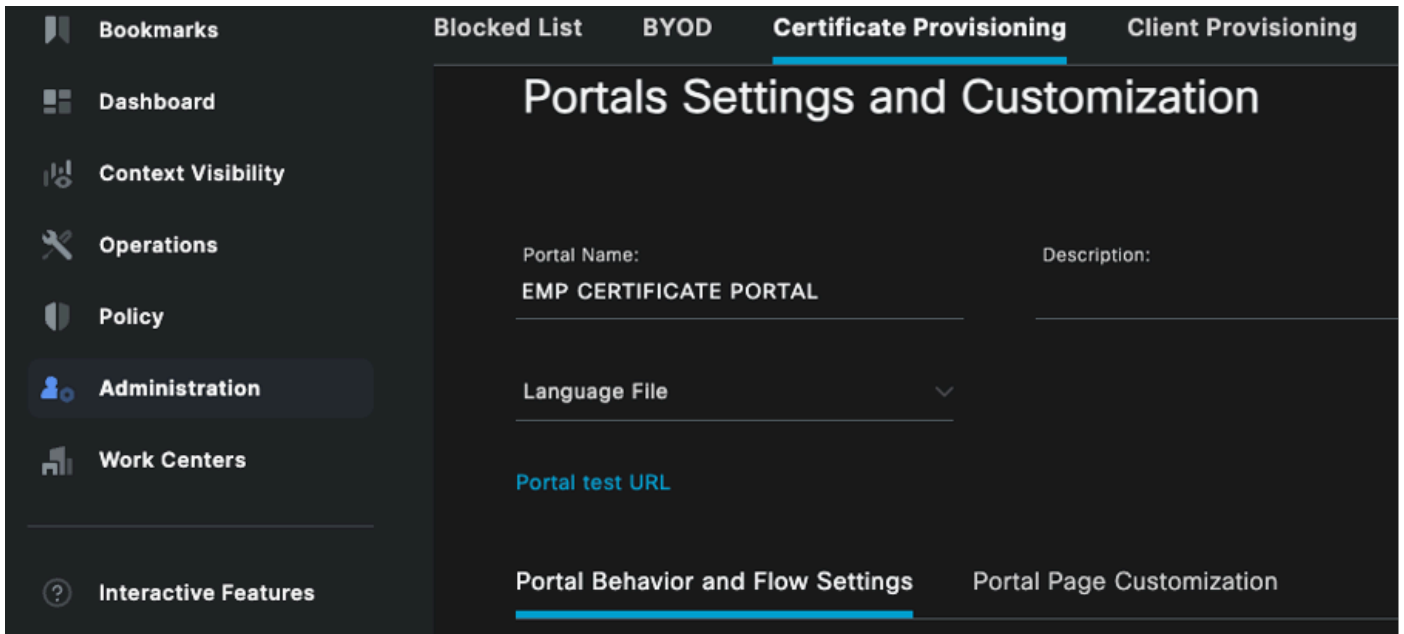 Bookmarks
Dashboard
Context Visibility
Operations
Policy
Administration
Work Centers
Interactive Features
Blocked List BYOD Certificate Provisioning Client Provisioning
Portals Settings and Customization
Portal Name: Description:
EMP CERTIFICATE PORTAL
Language File
Portal test URL
Portal Behavior and Flow Settings Portal Page Customization